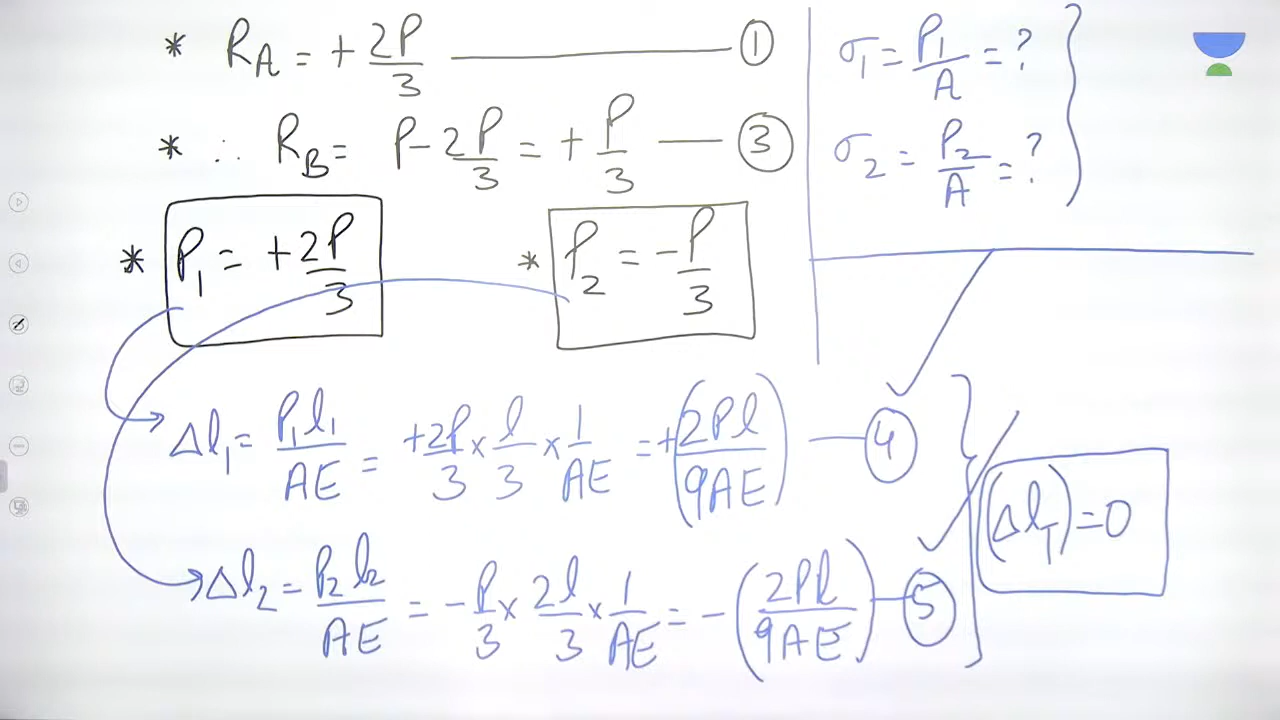 * R_A = + 2P/3 —— ①
* ∴ R_B = P - 2P/3 = + P/3 —— ③
* P_1 = + 2P/3 * P_2 = - P/3
σ_1 = P_1/A = ?
σ_2 = P_2/A = ?
Δl_1 = P_1 l_1/AE = + 2P/3 × l/3 × 1/AE = + (2Pl/9AE) —— ④
Δl_2 = P_2 l_2/AE = - P/3 × 2l/3 × 1/AE = - (2Pl/9AE) —— ⑤
(Δl_T) = 0